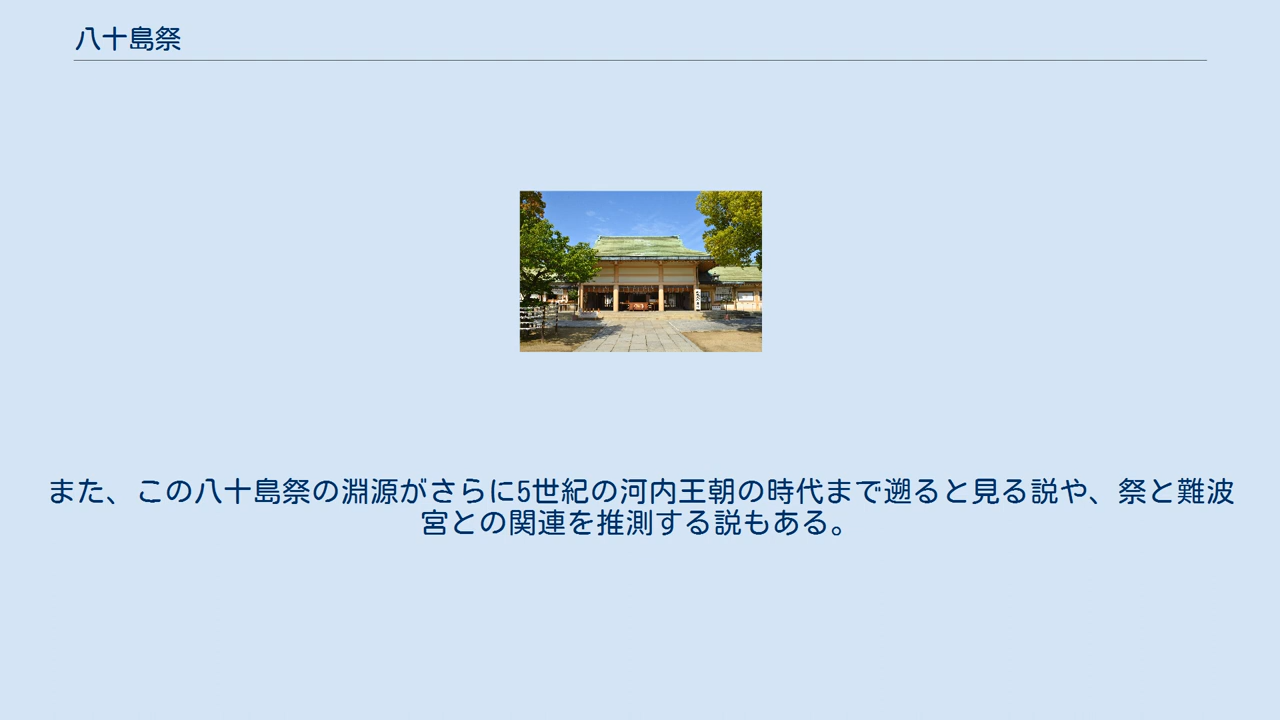 八十島祭
また、この八十島祭の淵源がさらに5世紀の河内王朝の時代まで遡ると見る説や、祭と難波
宮との関連を推測する説もある。